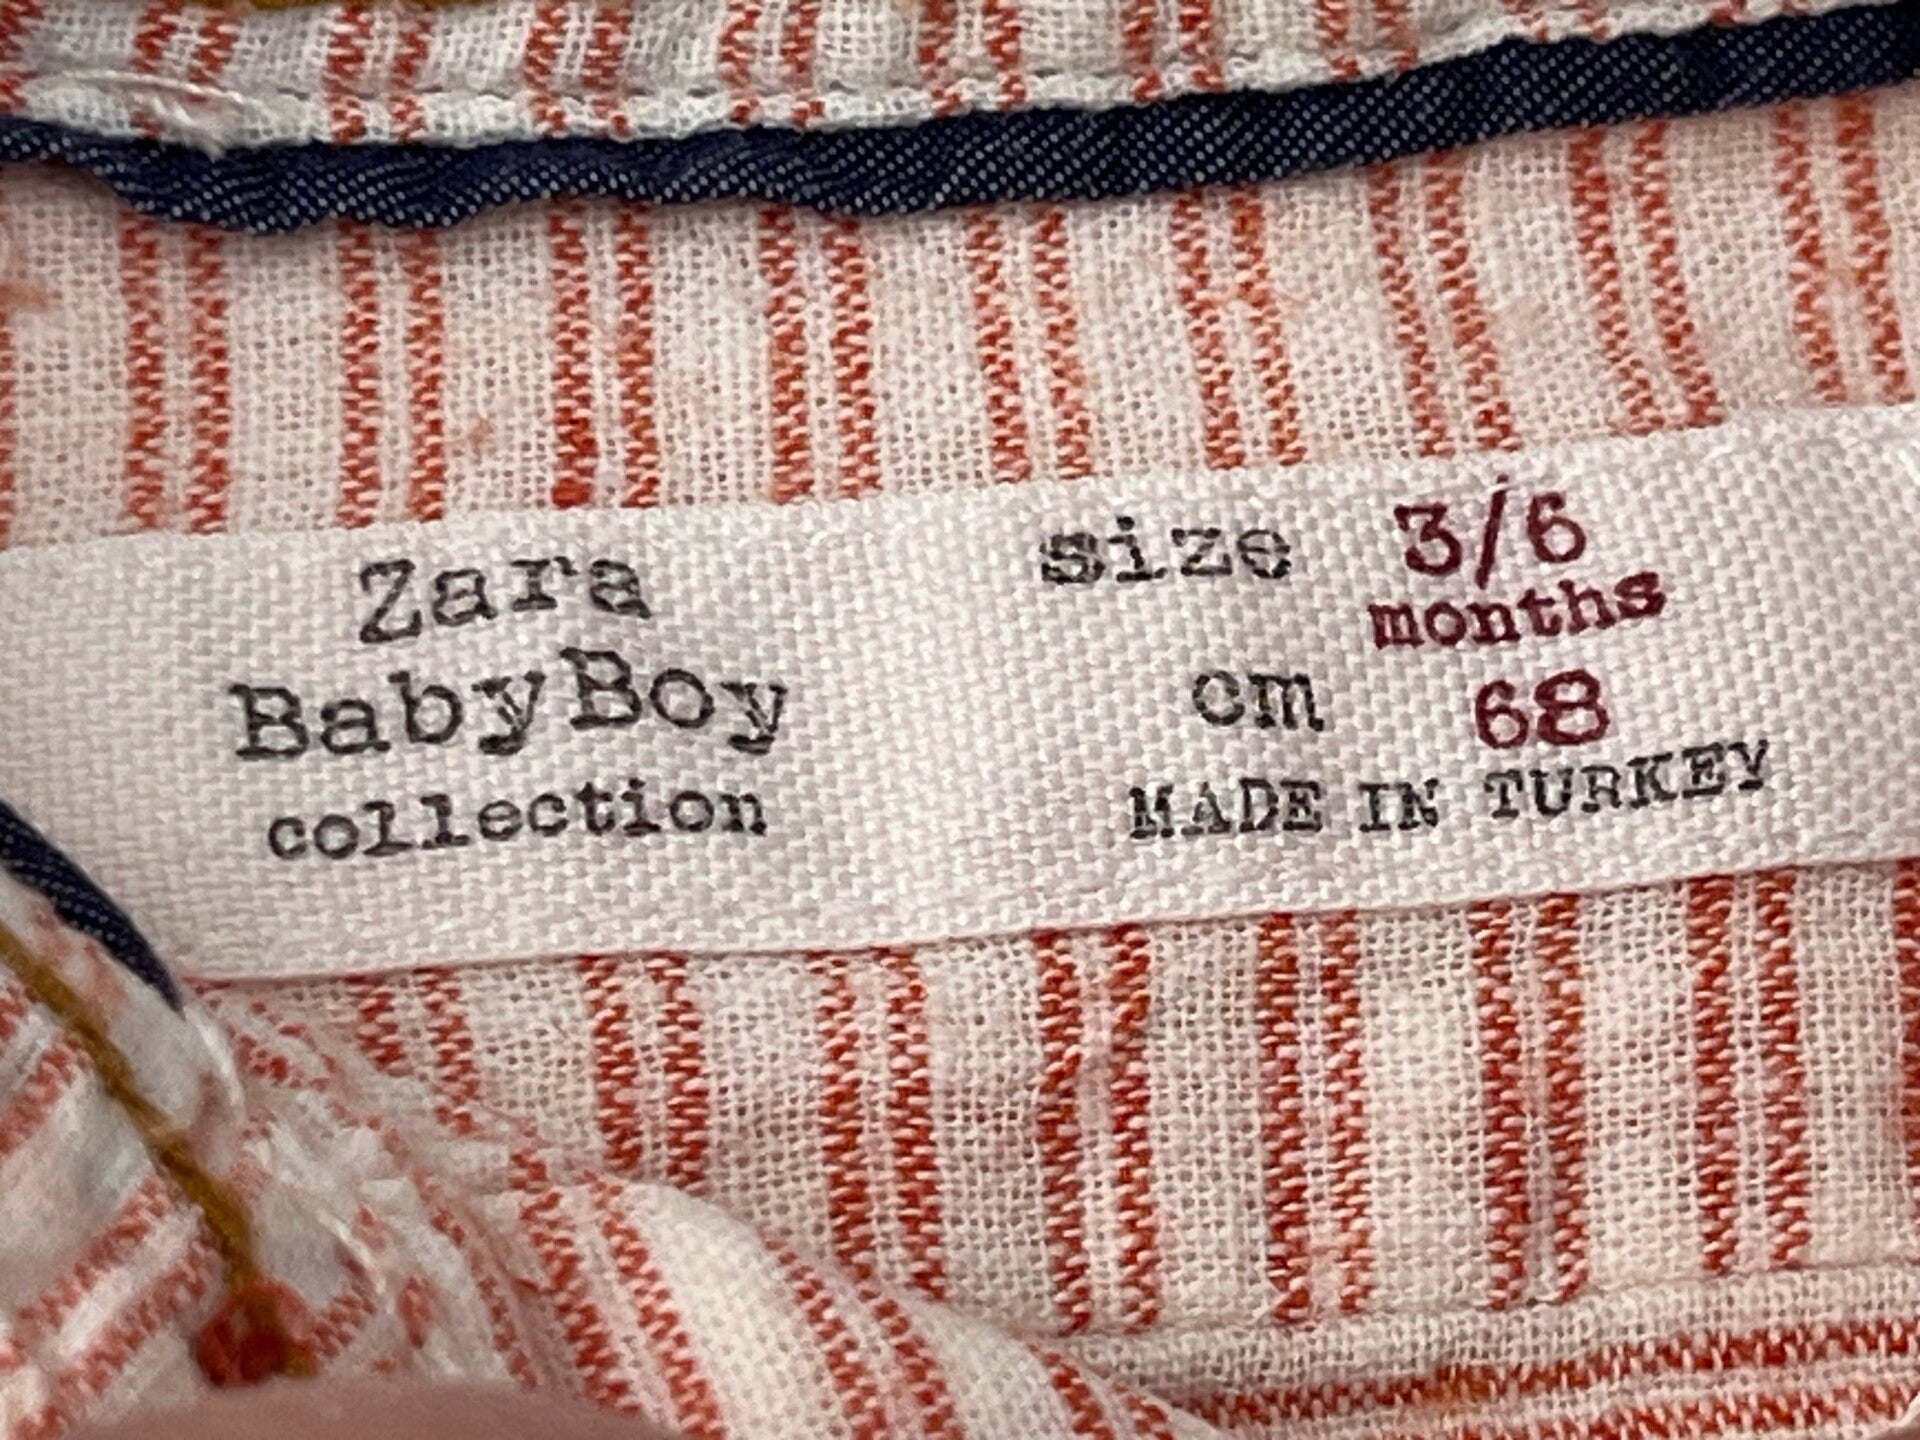 Zara
BabyBoy
collection
size 3/6
months
cm 68
MADE IN TURKEY